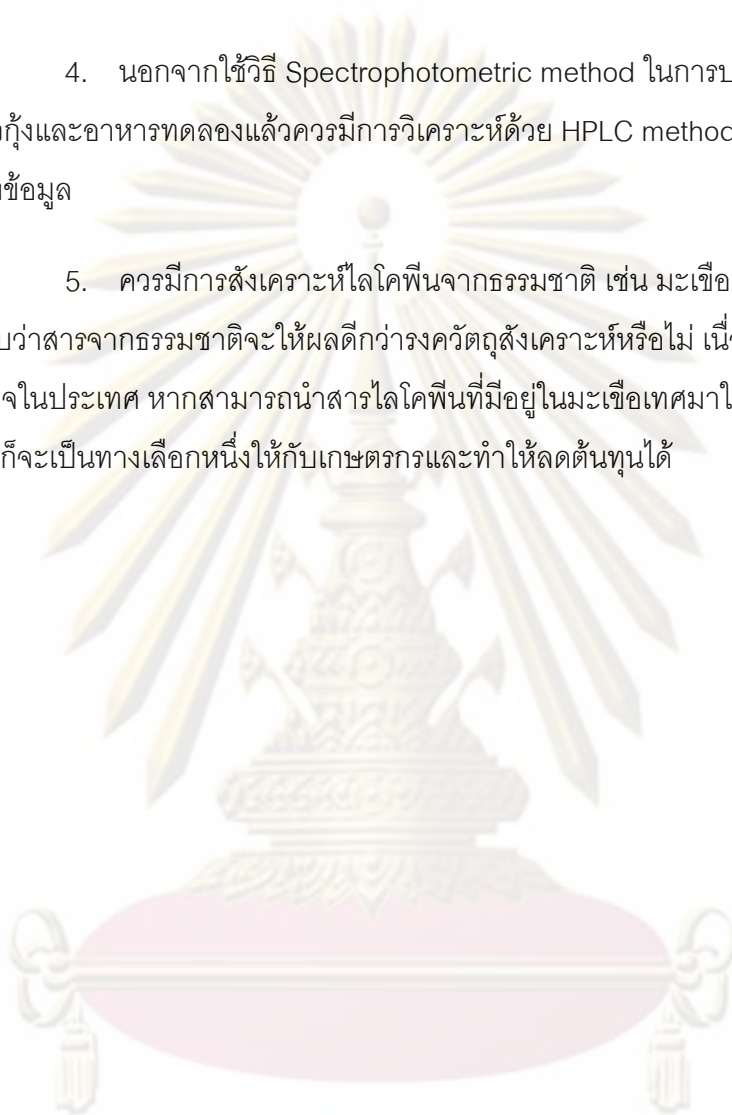 4. นอกจากใช้วิธี Spectrophotometric method ในการ
กุ้งและอาหารทดลองแล้วควรมีการวิเคราะห์ด้วย HPLC method
ข้อมูล
5. ควรมีการสังเคราะห์ไลโคพีนจากธรรมชาติ เช่น มะเขือ
ว่าสารจากธรรมชาติจะให้ผลดีกว่ารงควัตถุสังเคราะห์หรือไม่
จในประเทศ หากสามารถนำสารไลโคพีนที่มีอยู่ในมะเขือเทศมาใ
ก็จะเป็นทางเลือกหนึ่งให้กับเกษตรกรและทำให้ลดต้นทุนได้